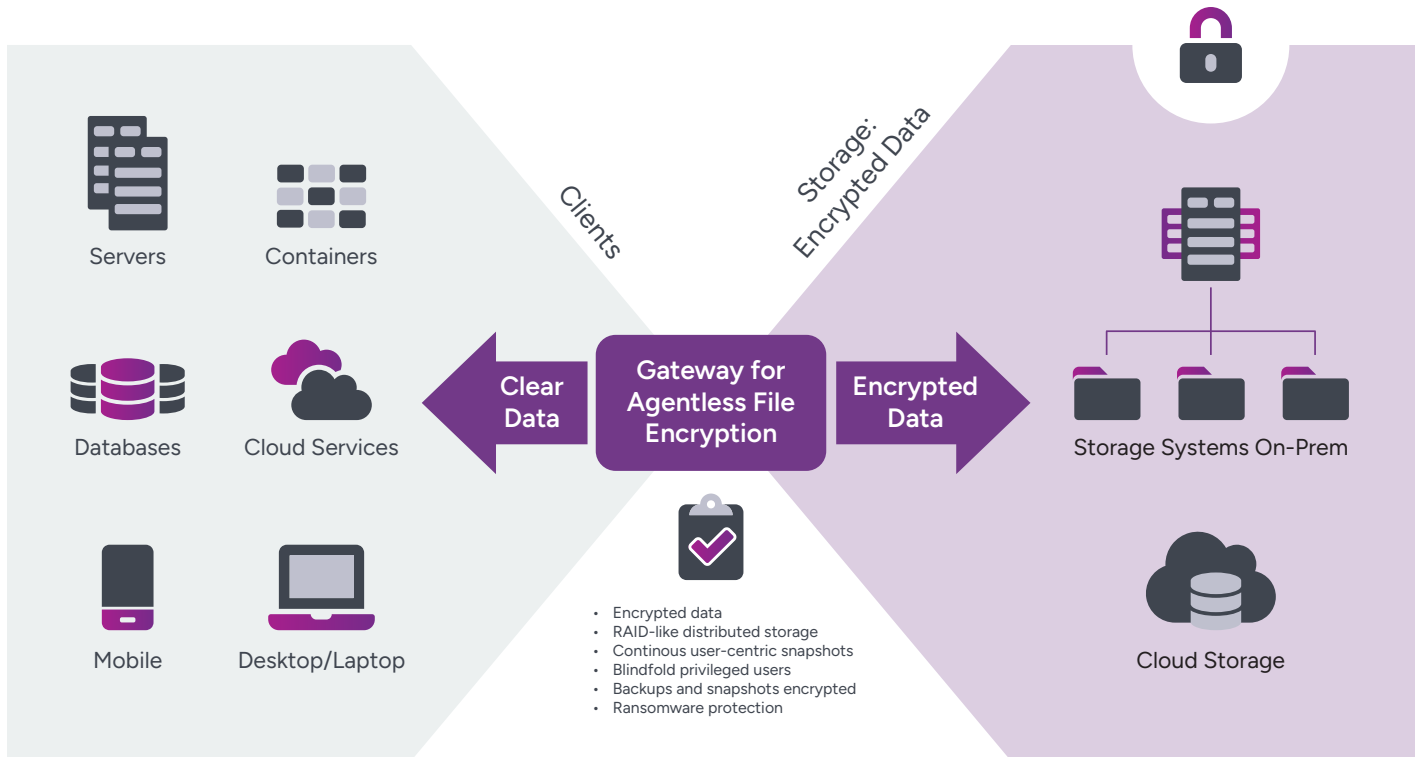 Servers
Containers
Databases
Cloud Services
Mobile
Desktop/Laptop
Clients
Clear
Data
Gateway for
Agentless File
Encryption
Encrypted
Data
• Encrypted data
• RAID-like distributed storage
• Continous user-centric snapshots
• Blindfold privileged users
• Backups and snapshots encrypted
• Ransomware protection
Storage:
Encrypted Data
Storage Systems On-Prem
Cloud Storage